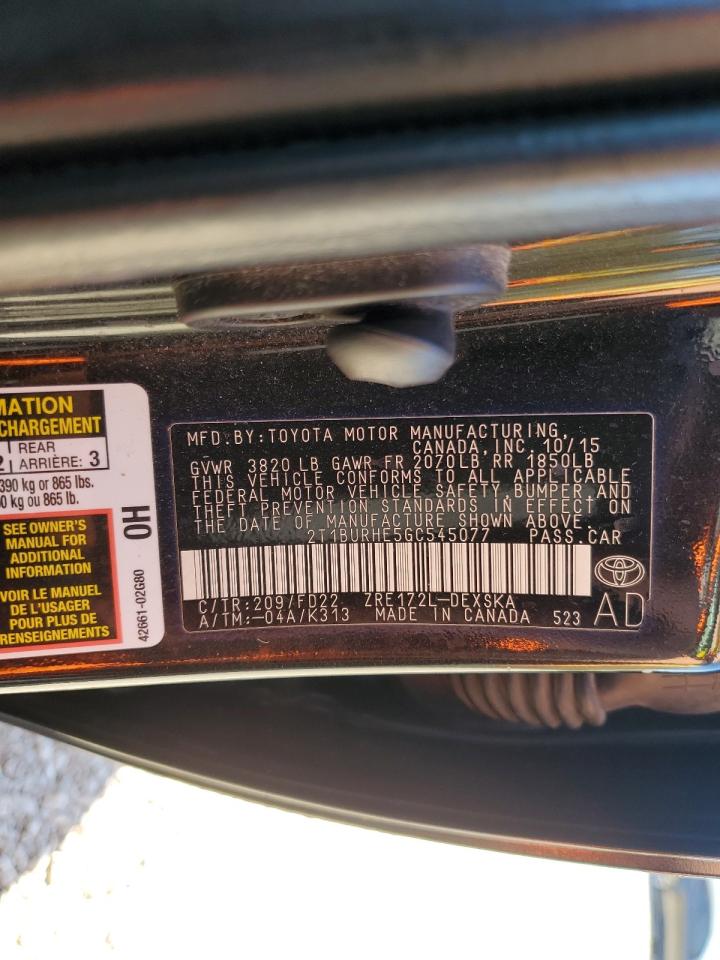 MATION
CHARGEMENT
2 REAR
ARRIÈRE: 3
390 kg or 865 lbs.
0 kg ou 865 lb.
SEE OWNER'S
MANUAL FOR
ADDITIONAL
INFORMATION
VOIR LE MANUEL
DE L'USAGER
POUR PLUS DE
RENSEIGNEMENTS
0H
42661-02G80
MFD.BY:TOYOTA MOTOR MANUFACTURING,
CANADA,INC.10/15
GVWR 3820 LB GAWR FR 2070LB RR 1850LB
THIS VEHICLE CONFORMS TO ALL APPLICABLE
FEDERAL MOTOR VEHICLE SAFETY,BUMPER,AND
THEFT PREVENTION STANDARDS IN EFFECT ON
THE DATE OF MANUFACTURE SHOWN ABOVE.
2T1BURHE5GC545077 PASS.CAR
C/TR:209/FD22 ZRE172L-DEXSKA
A/TM:-04A/K313 MADE IN CANADA 523
AD